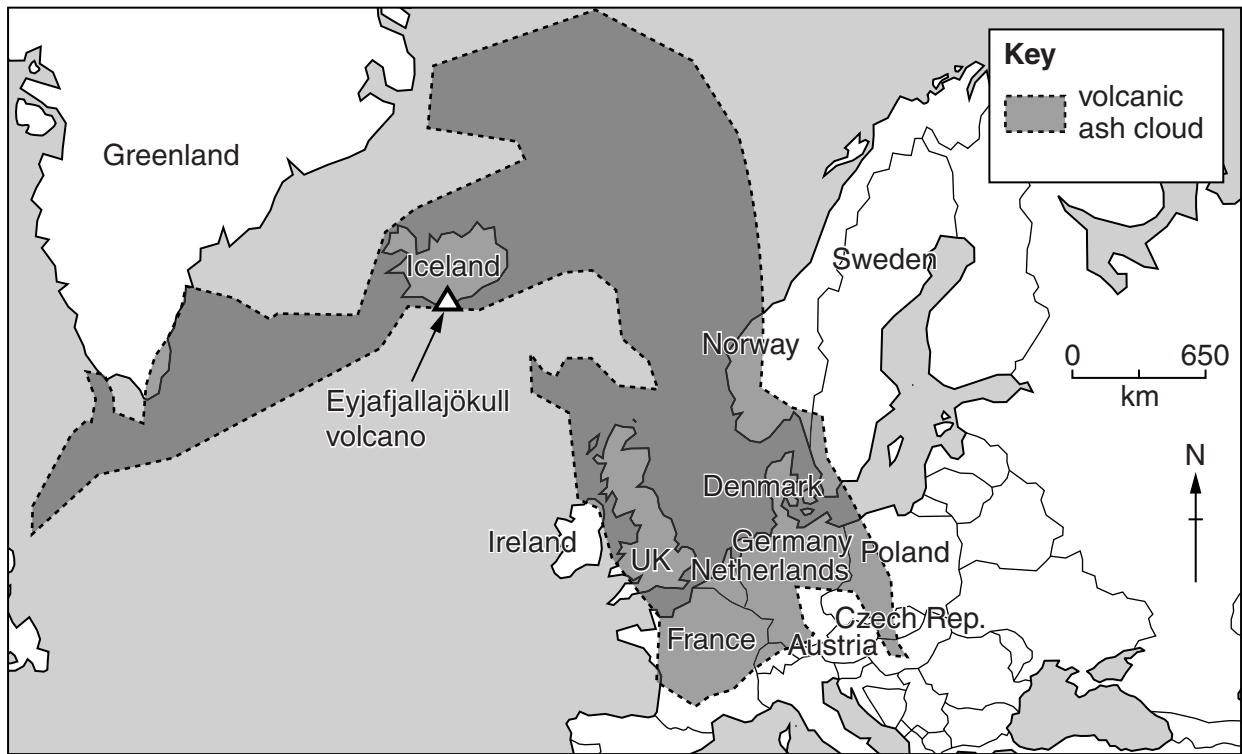 Key
volcanic
ash cloud
Greenland
Iceland
Sweden
Norway
0 650
km
Eyjafjallajökull
volcano
N
Denmark
Ireland
Germany
Poland
UK
Netherlands
Czech Rep.
France
Austria